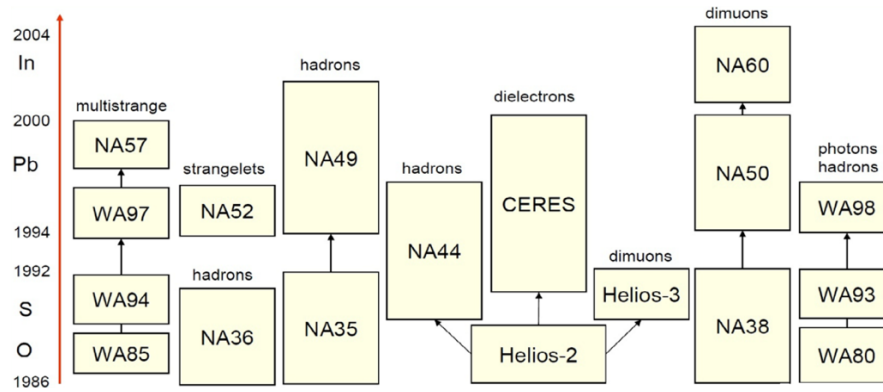 2004
In
2000
Pb
1994
1992
S
O
1986
multistrange
NA57
WA97
WA94
WA85
strangelets
NA52
hadrons
NA36
hadrons
NA49
NA35
hadrons
NA44
dielectrons
CERES
Helios-2
dimuons
Helios-3
dimuons
NA60
NA50
NA38
photons
hadrons
WA98
WA93
WA80